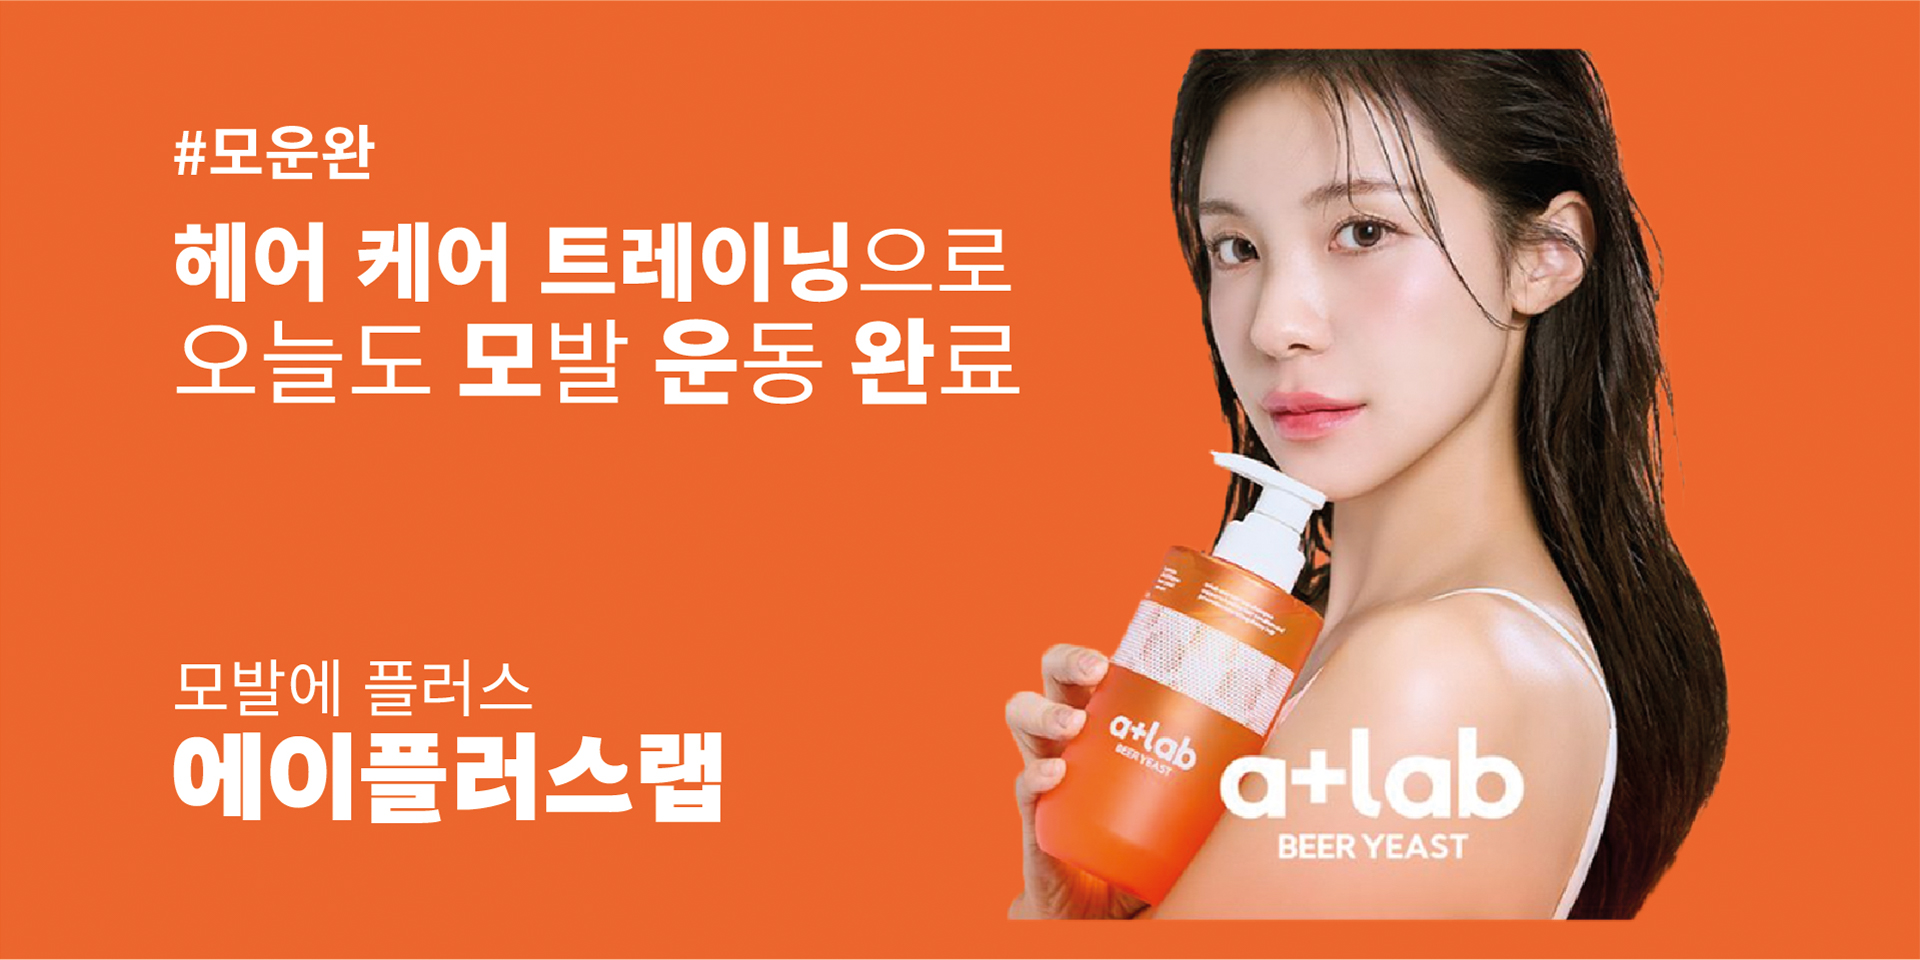 #모운완
헤어 케어 트레이닝으로
오늘도 모발 운동 완료
모발에 플러스
에이플러스랩
a+lab
BEER YEAST
a+lab
BEER YEAST